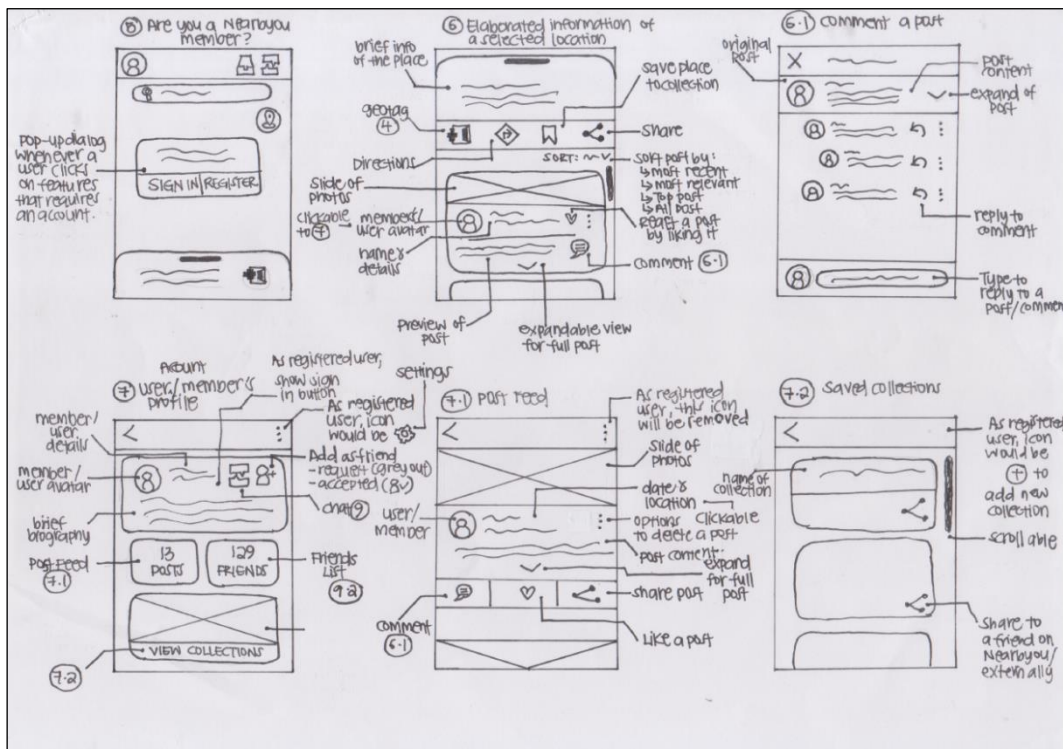 8 Are you a Nearbyou
member?
pop-up dialog
whenever a
user clicks
on features
that requires
an account.
SIGN IN/REGISTER
6 Elaborated information of
a selected location
brief info
of the place
geotag
4
Directions
slide of
photos
clickable
to 7
member/
user avatar
name &
details
Preview of
post
expandable view
for full post
save place
to collection
share
SORT:
sort post by:
↳ most recent
↳ most relevant
↳ Top post
↳ All post
React a post
by liking it
comment 6.1
6.1 comment a post
original
post
post
content
expand of
post
reply to
comment
Type to
reply to a
post/comment
Account
7 user/member's
profile
As registered user,
show sign
in button
settings
member/
user details
member/
user avatar
brief
biography
As registered
user, icon
would be
Add as friend
- request (grey out)
- accepted
chat 9
Post Feed
7.1
13
POSTS
129
FRIENDS
Friends
List
9.2
VIEW COLLECTIONS
7.2
7.1 Post Feed
As registered
user, this icon
will be removed
slide of
photos
date &
location
clickable
user/
member
options
to delete a post
post content
expand
for full
post
comment
6.1
share post
Like a post
7.2 Saved collections
name of
collection
As registered
user, icon
would be
+ to
add new
collection
scrollable
share to
a friend on
Nearbyou/
externally